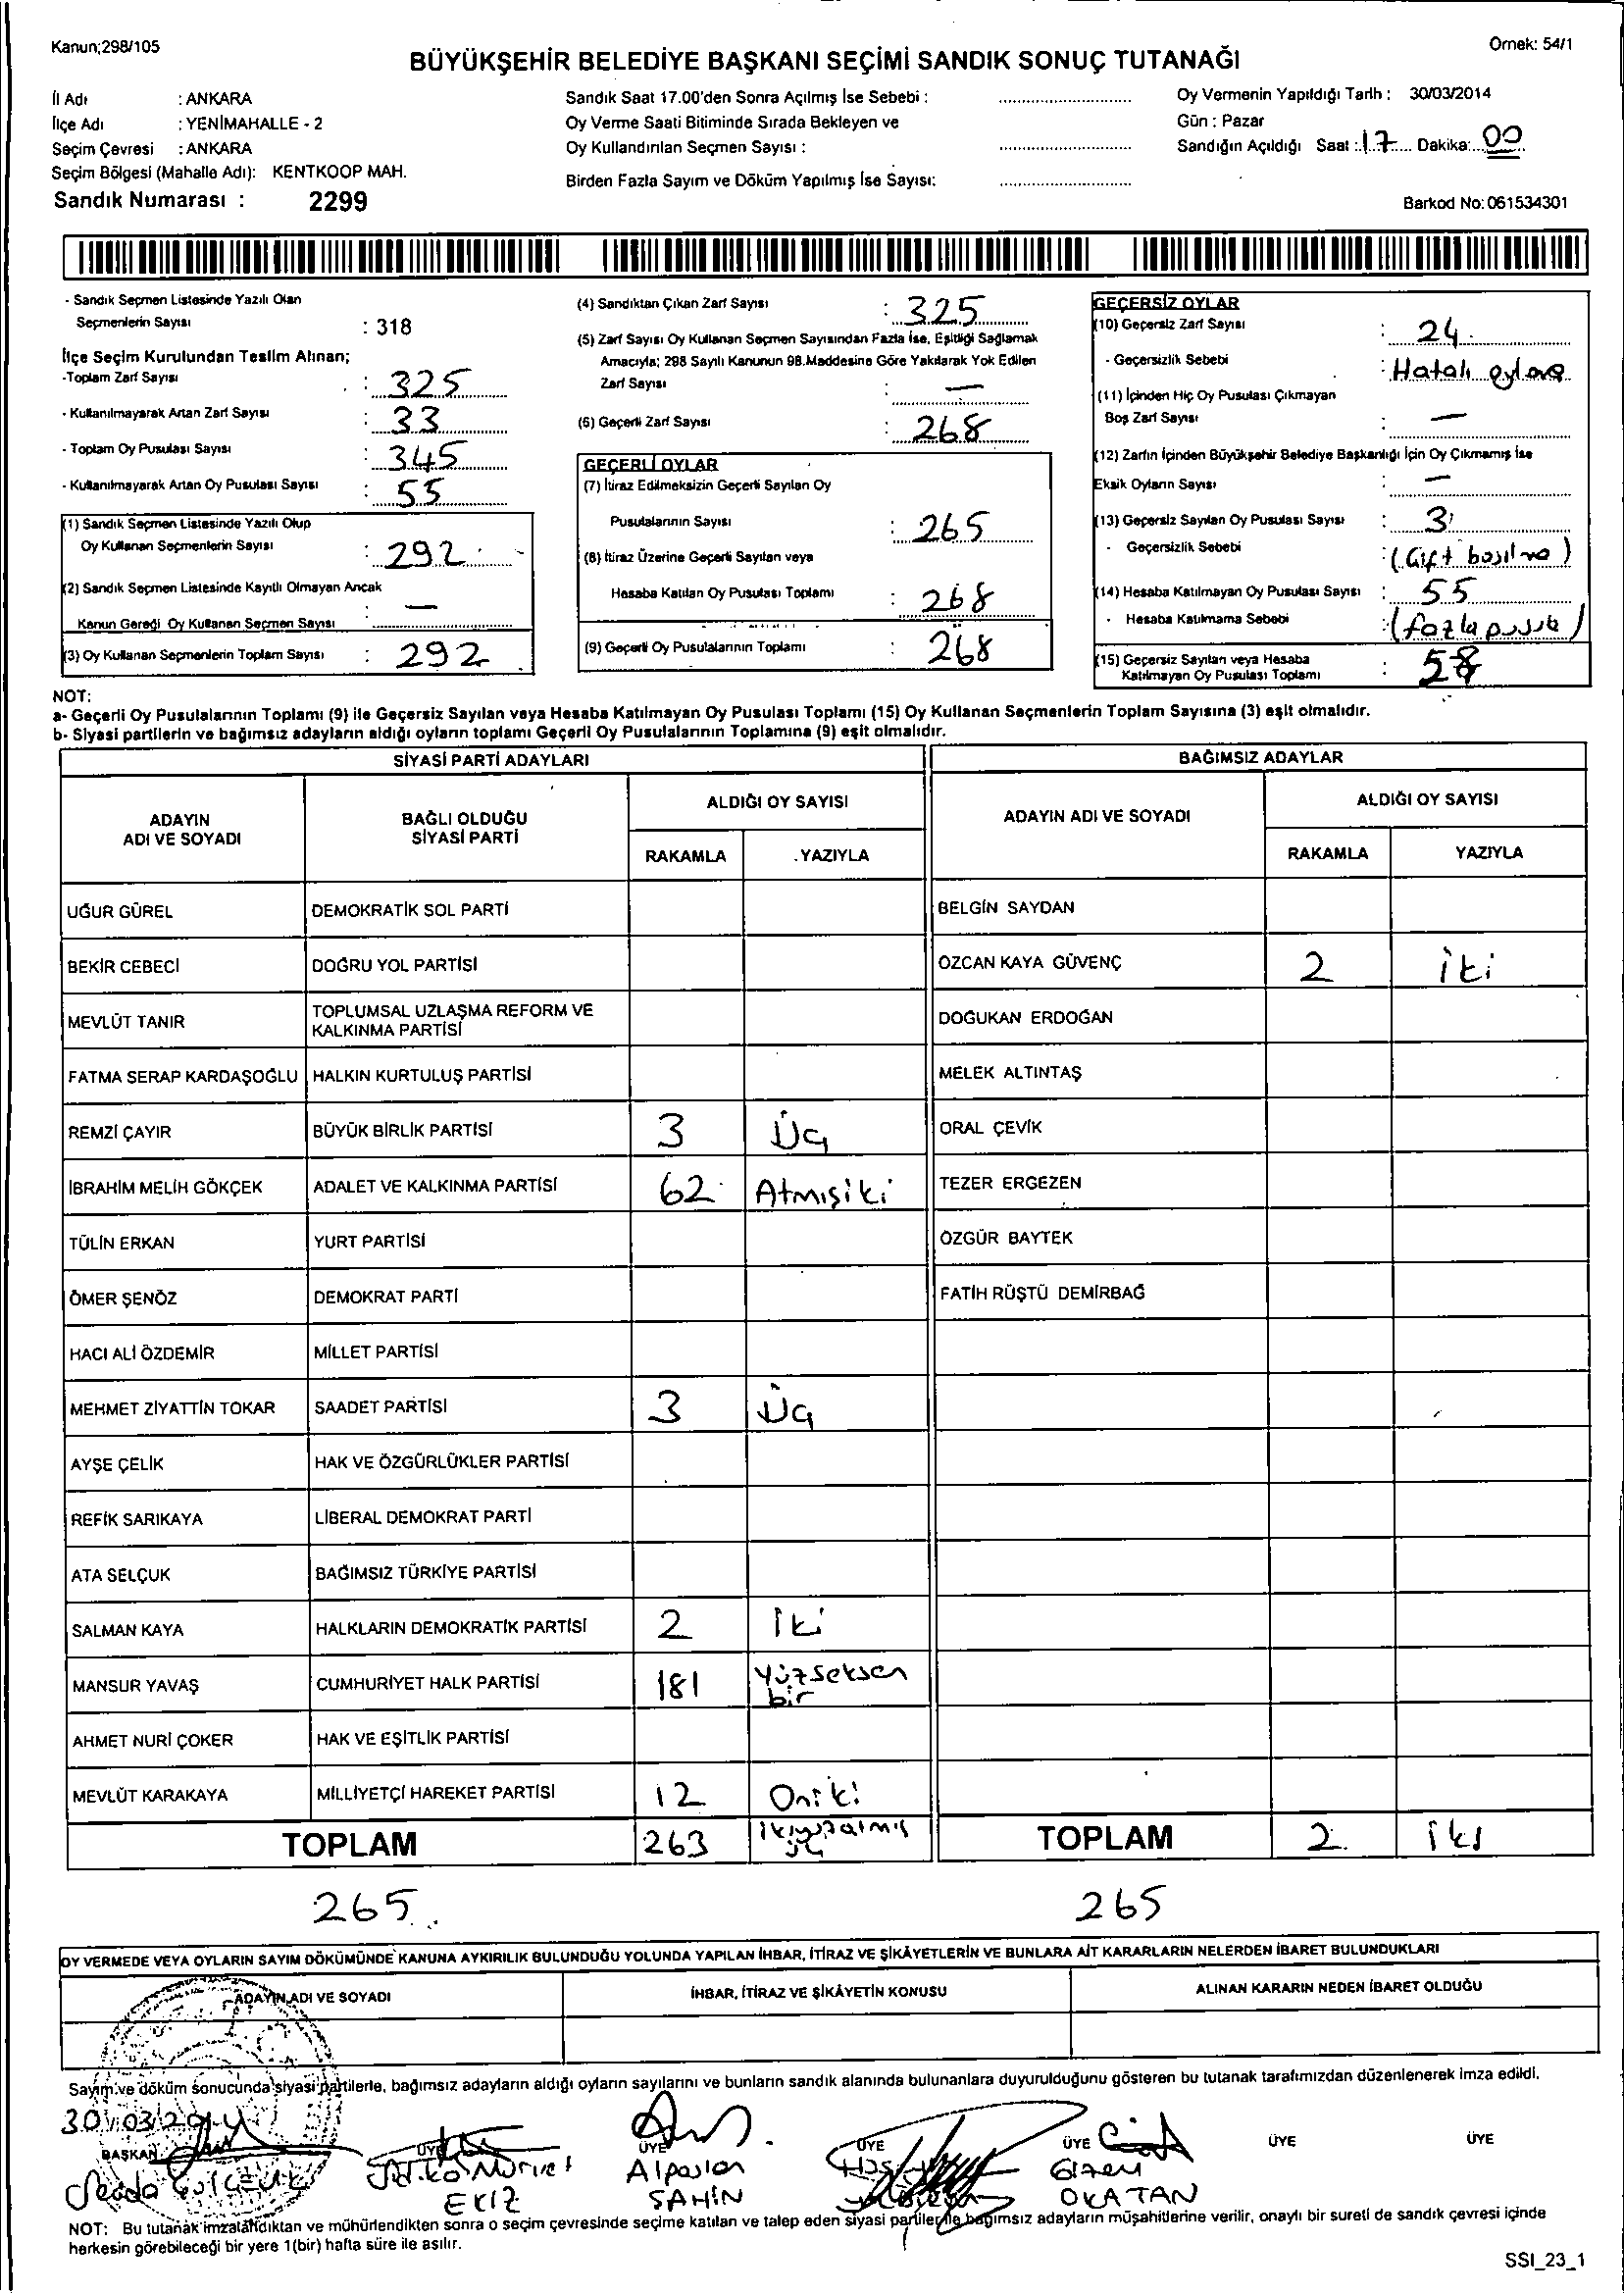 Kanun;298/105
Örnek: 54/1
BÜYÜKŞEHİR BELEDİYE BAŞKANI SEÇİMİ SANDIK SONUÇ TUTANAĞI
İl Adı : ANKARA
İlçe Adı : YENİMAHALLE - 2
Seçim Çevresi : ANKARA
Seçim Bölgesi (Mahalle Adı): KENTKOOP MAH.
Sandık Numarası : 2299
Sandık Saat 17.00'den Sonra Açılmış İse Sebebi :
Oy Verme Saati Bitiminde Sırada Bekleyen ve
Oy Kullandırılan Seçmen Sayısı :
Birden Fazla Sayım ve Döküm Yapılmış İse Sayısı:
Oy Vermenin Yapıldığı Tarih : 30/03/2014
Gün : Pazar
Sandığın Açıldığı Saat : 17 Dakika: 00
Barkod No: 061534301
- Sandık Seçmen Listesinde Yazılı Olan
Seçmenlerin Sayısı : 318
İlçe Seçim Kurulundan Teslim Alınan;
-Toplam Zarf Sayısı : 325
- Kullanılmayarak Artan Zarf Sayısı : 33
- Toplam Oy Pusulası Sayısı : 345
- Kullanılmayarak Artan Oy Pusulası Sayısı : 55
(1) Sandık Seçmen Listesinde Yazılı Olup
Oy Kullanan Seçmenlerin Sayısı : 292
(2) Sandık Seçmen Listesinde Kayıtlı Olmayan Ancak
Kanun Gereği Oy Kullanan Seçmen Sayısı : —
(3) Oy Kullanan Seçmenlerin Toplam Sayısı : 292
(4) Sandıktan Çıkan Zarf Sayısı : 325
(5) Zarf Sayısı Oy Kullanan Seçmen Sayısından Fazla İse, Eşitliği Sağlamak
Amacıyla; 298 Sayılı Kanunun 98.Maddesine Göre Yakılarak Yok Edilen
Zarf Sayısı : —
(6) Geçerli Zarf Sayısı : 268
GEÇERLİ OYLAR
(7) İtiraz Edilmeksizin Geçerli Sayılan Oy
Pusulalarının Sayısı : 265
(8) İtiraz Üzerine Geçerli Sayılan veya
Hesaba Katılan Oy Pusulası Toplamı : 268
(9) Geçerli Oy Pusulalarının Toplamı : 268
GEÇERSİZ OYLAR
(10) Geçersiz Zarf Sayısı : 24
- Geçersizlik Sebebi : Hatalı oylama
(11) İçinden Hiç Oy Pusulası Çıkmayan
Boş Zarf Sayısı : —
(12) Zarfın İçinden Büyükşehir Belediye Başkanlığı İçin Oy Çıkmamış İse
Eksik Oyların Sayısı : —
(13) Geçersiz Sayılan Oy Pusulası Sayısı : 3
- Geçersizlik Sebebi : (Çift basılma)
(14) Hesaba Katılmayan Oy Pusulası Sayısı : 55
- Hesaba Katılmama Sebebi : (fazla pusula)
(15) Geçersiz Sayılan veya Hesaba
Katılmayan Oy Pusulası Toplamı : 58
NOT:
a- Geçerli Oy Pusulalarının Toplamı (9) ile Geçersiz Sayılan veya Hesaba Katılmayan Oy Pusulası Toplamı (15) Oy Kullanan Seçmenlerin Toplam Sayısına (3) eşit olmalıdır.
b- Siyasi partilerin ve bağımsız adayların aldığı oyların toplamı Geçerli Oy Pusulalarının Toplamına (9) eşit olmalıdır.
SİYASİ PARTİ ADAYLARI BAĞIMSIZ ADAYLAR
ADAYIN ADI VE SOYADI BAĞLI OLDUĞU SİYASİ PARTİ ALDIĞI OY SAYISI ADAYIN ADI VE SOYADI ALDIĞI OY SAYISI
RAKAMLA YAZIYLA RAKAMLA YAZIYLA
UĞUR GÜREL DEMOKRATİK SOL PARTİ BELGİN SAYDAN
BEKİR CEBECİ DOĞRU YOL PARTİSİ ÖZCAN KAYA GÜVENÇ 2 iki
MEVLÜT TANIR TOPLUMSAL UZLAŞMA REFORM VE KALKINMA PARTİSİ DOĞUKAN ERDOĞAN
FATMA SERAP KARDAŞOĞLU HALKIN KURTULUŞ PARTİSİ MELEK ALTINTAŞ
REMZİ ÇAYIR BÜYÜK BİRLİK PARTİSİ 3 Üç ORAL ÇEVİK
İBRAHİM MELİH GÖKÇEK ADALET VE KALKINMA PARTİSİ 62 Atmışiki TEZER ERGEZEN
TÜLİN ERKAN YURT PARTİSİ ÖZGÜR BAYTEK
ÖMER ŞENÖZ DEMOKRAT PARTİ FATİH RÜŞTÜ DEMİRBAĞ
HACI ALİ ÖZDEMİR MİLLET PARTİSİ
MEHMET ZİYATTİN TOKAR SAADET PARTİSİ 3 Üç
AYŞE ÇELİK HAK VE ÖZGÜRLÜKLER PARTİSİ
REFİK SARIKAYA LİBERAL DEMOKRAT PARTİ
ATA SELÇUK BAĞIMSIZ TÜRKİYE PARTİSİ
SALMAN KAYA HALKLARIN DEMOKRATİK PARTİSİ 2 İki
MANSUR YAVAŞ CUMHURİYET HALK PARTİSİ 181 Yüzseksen bir
AHMET NURİ ÇOKER HAK VE EŞİTLİK PARTİSİ
MEVLÜT KARAKAYA MİLLİYETÇİ HAREKET PARTİSİ 12 Oniki
TOPLAM 263 ikiyüzatmış üç TOPLAM 2 iki
265 265
OY VERMEDE VEYA OYLARIN SAYIM DÖKÜMÜNDE KANUNA AYKIRILIK BULUNDUĞU YOLUNDA YAPILAN İHBAR, İTİRAZ VE ŞİKÂYETLERİN VE BUNLARA AİT KARARLARIN NELERDEN İBARET BULUNDUKLARI
ADAYIN ADI VE SOYADI İHBAR, İTİRAZ VE ŞİKÂYETİN KONUSU ALINAN KARARIN NEDEN İBARET OLDUĞU
Sayım ve döküm sonucunda siyasi partilerle, bağımsız adayların aldığı oyların sayılarını ve bunların sandık alanında bulunanlara duyurulduğunu gösteren bu tutanak tarafımızdan düzenlenerek imza edildi.
30/03/2014
BAŞKAN ÜYE ÜYE ÜYE ÜYE ÜYE ÜYE
Alpaslan Gizem
EKİZ ŞAHİN OKATAN
NOT: Bu tutanak imzalandıktan ve mühürlendikten sonra o seçim çevresinde seçime katılan ve talep eden siyasi partiler ile bağımsız adayların müşahitlerine verilir, onaylı bir sureti de sandık çevresi içinde
herkesin görebileceği bir yere 1(bir) hafta süre ile asılır.
SSI_23_1